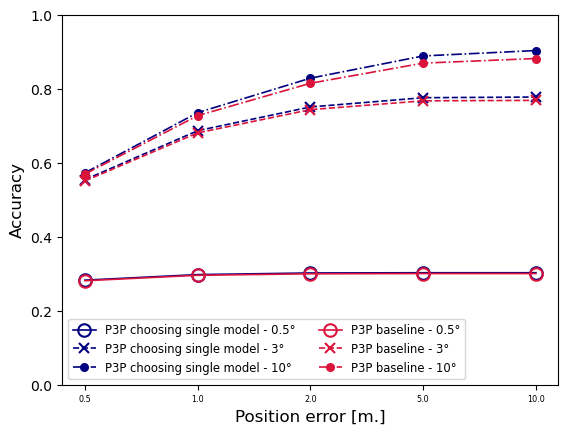 1.0
0.8
0.6
0.4
0.2
0.0
Accuracy
P3P choosing single model - 0.5° P3P baseline - 0.5°
P3P choosing single model - 3° P3P baseline - 3°
P3P choosing single model - 10° P3P baseline - 10°
0.5 1.0 2.0 5.0 10.0
Position error [m.]